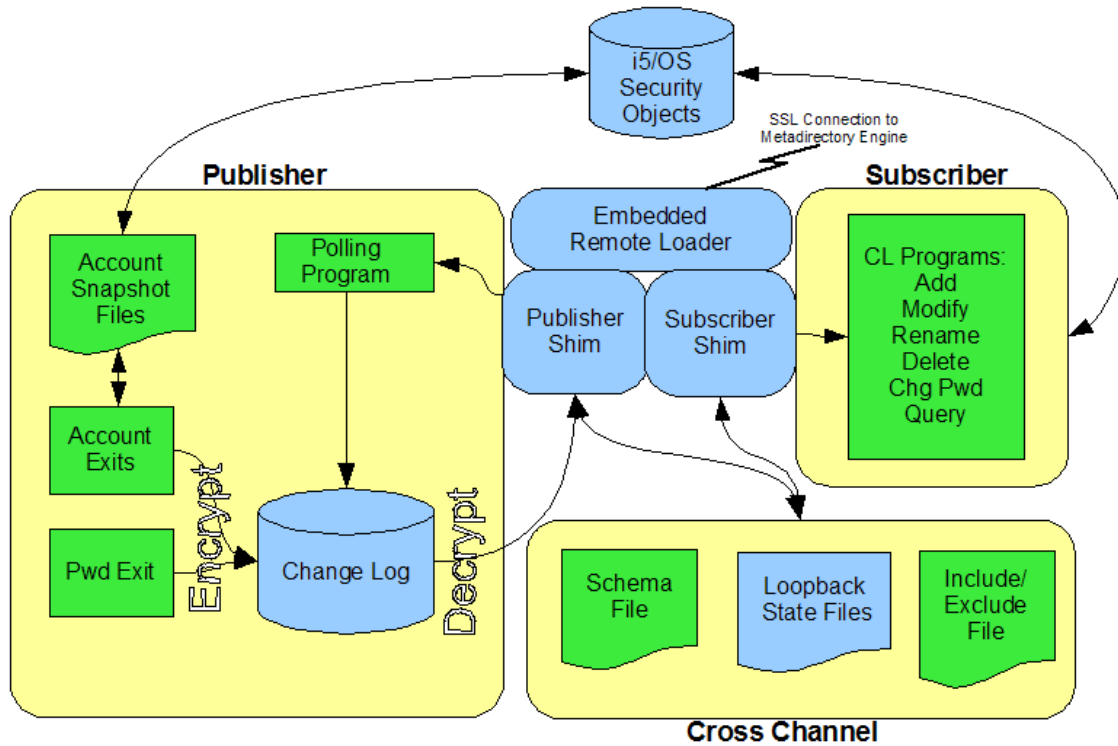 i5/OS
Security
Objects
SSL Connection to
Metadirectory Engine
Publisher
Subscriber
Embedded
Remote Loader
Account
Snapshot
Files
Polling
Program
Publisher
Shim
Subscriber
Shim
CL Programs:
Add
Modify
Rename
Delete
Chg Pwd
Query
Account
Exits
Encrypt
Decrypt
Pwd Exit
Change Log
Schema
File
Loopback
State Files
Include/
Exclude
File
Cross Channel